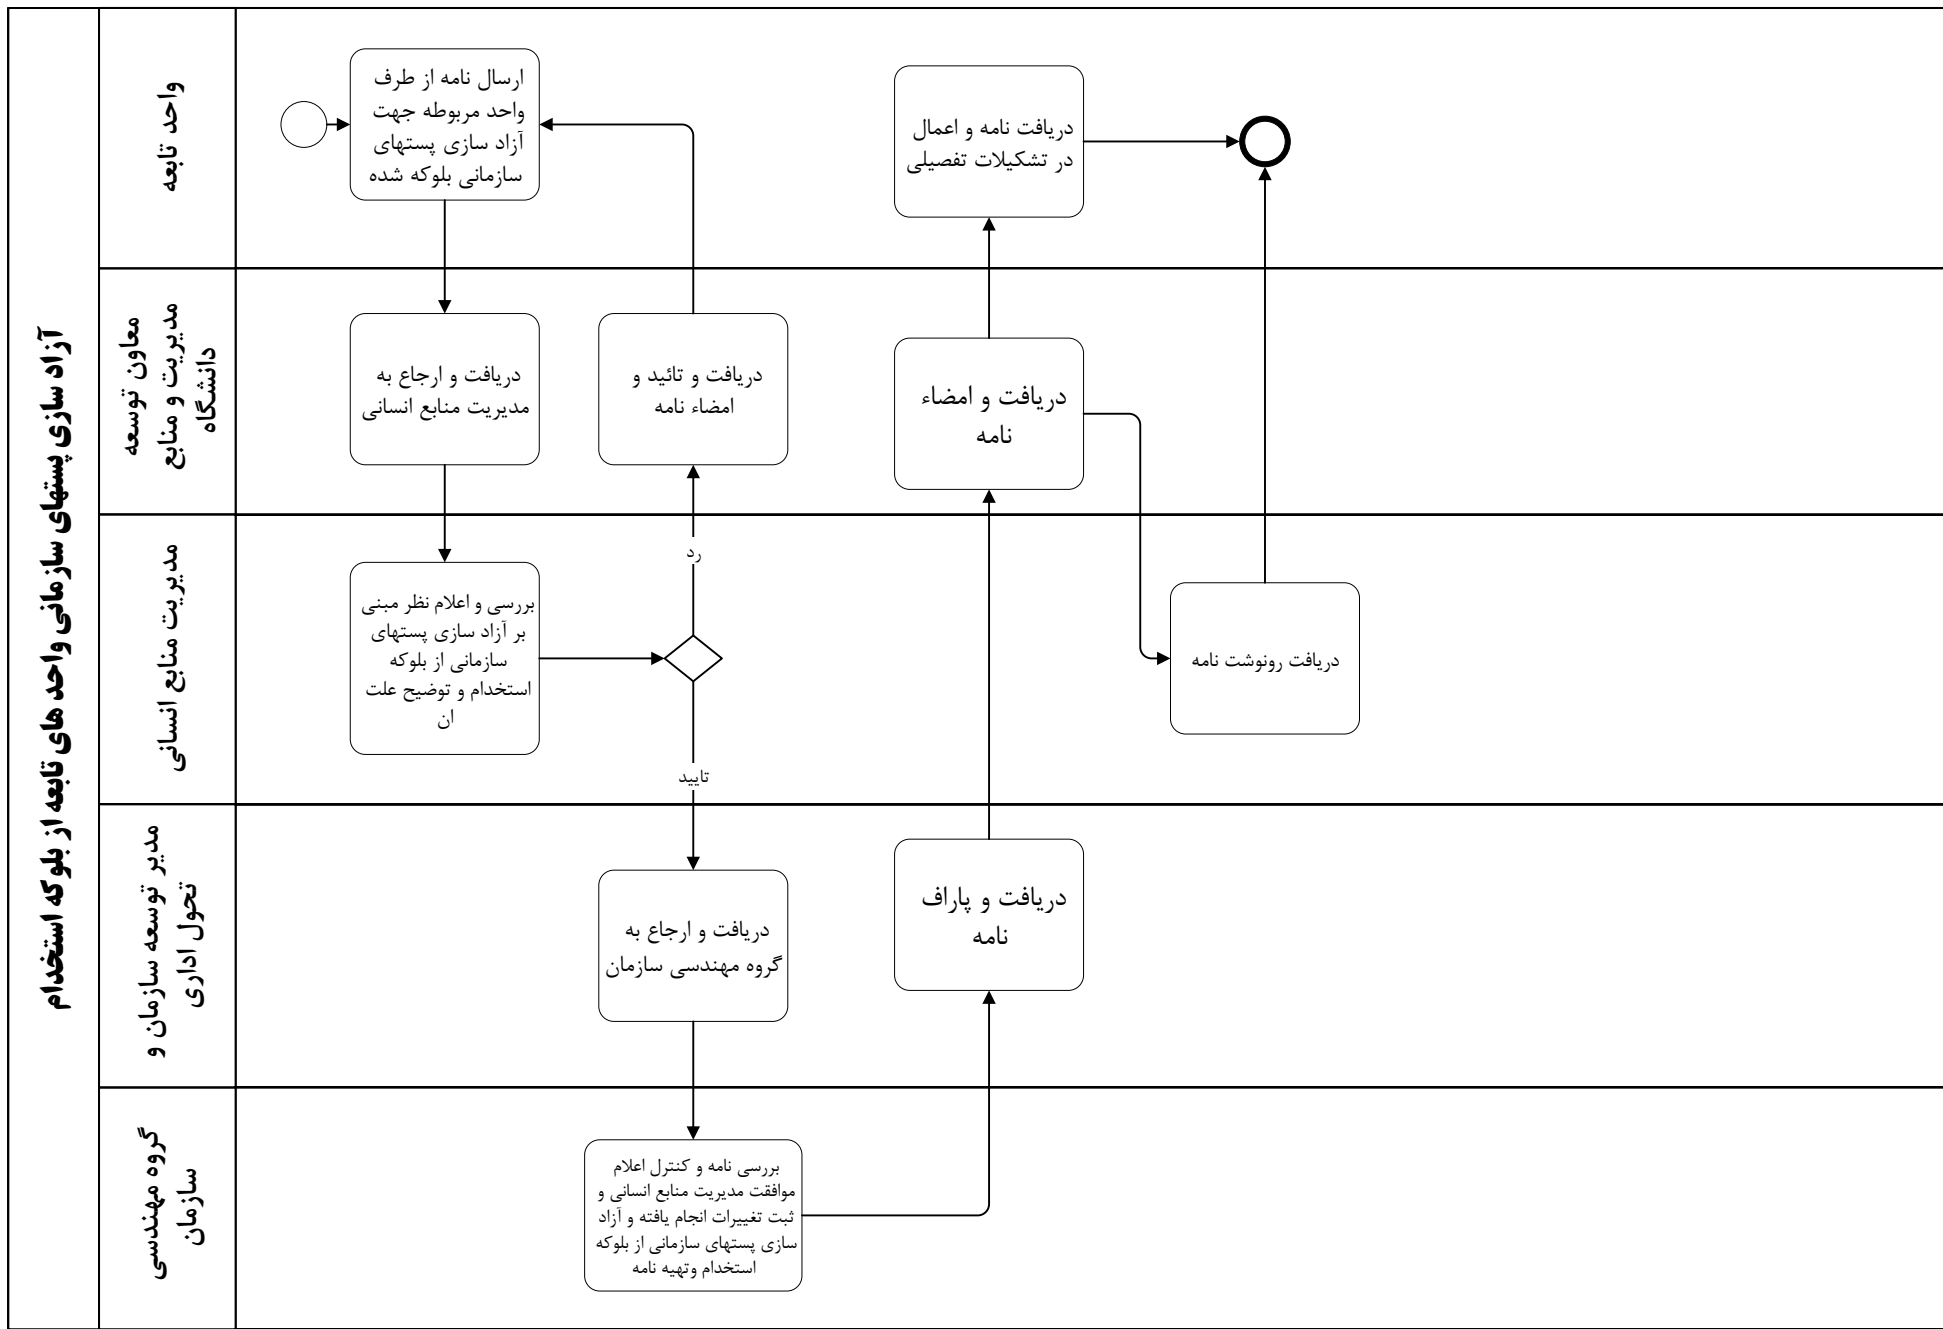 آزاد سازی پستهای سازمانی واحد های تابعه از بلوکه استخدام
واحد تابعه
ارسال نامه از طرف
واحد مربوطه جهت
آزاد سازی پستهای
سازمانی بلوکه شده
دریافت نامه و اعمال
در تشکیلات تفصیلی
معاون توسعه
مدیریت و منابع
دانشگاه
دریافت و ارجاع به
مدیریت منابع انسانی
دریافت و تائید و
امضاء نامه
دریافت و امضاء
نامه
مدیریت منابع انسانی
بررسی و اعلام نظر مبنی
بر آزاد سازی پستهای
سازمانی از بلوکه
استخدام و توضیح علت
ان
رد
تایید
دریافت رونوشت نامه
مدیر توسعه سازمان و
تحول اداری
دریافت و ارجاع به
گروه مهندسی سازمان
دریافت و پاراف
نامه
گروه مهندسی
سازمان
بررسی نامه و کنترل اعلام
موافقت مدیریت منابع انسانی و
ثبت تغییرات انجام یافته و آزاد
سازی پستهای سازمانی از بلوکه
استخدام وتهیه نامه